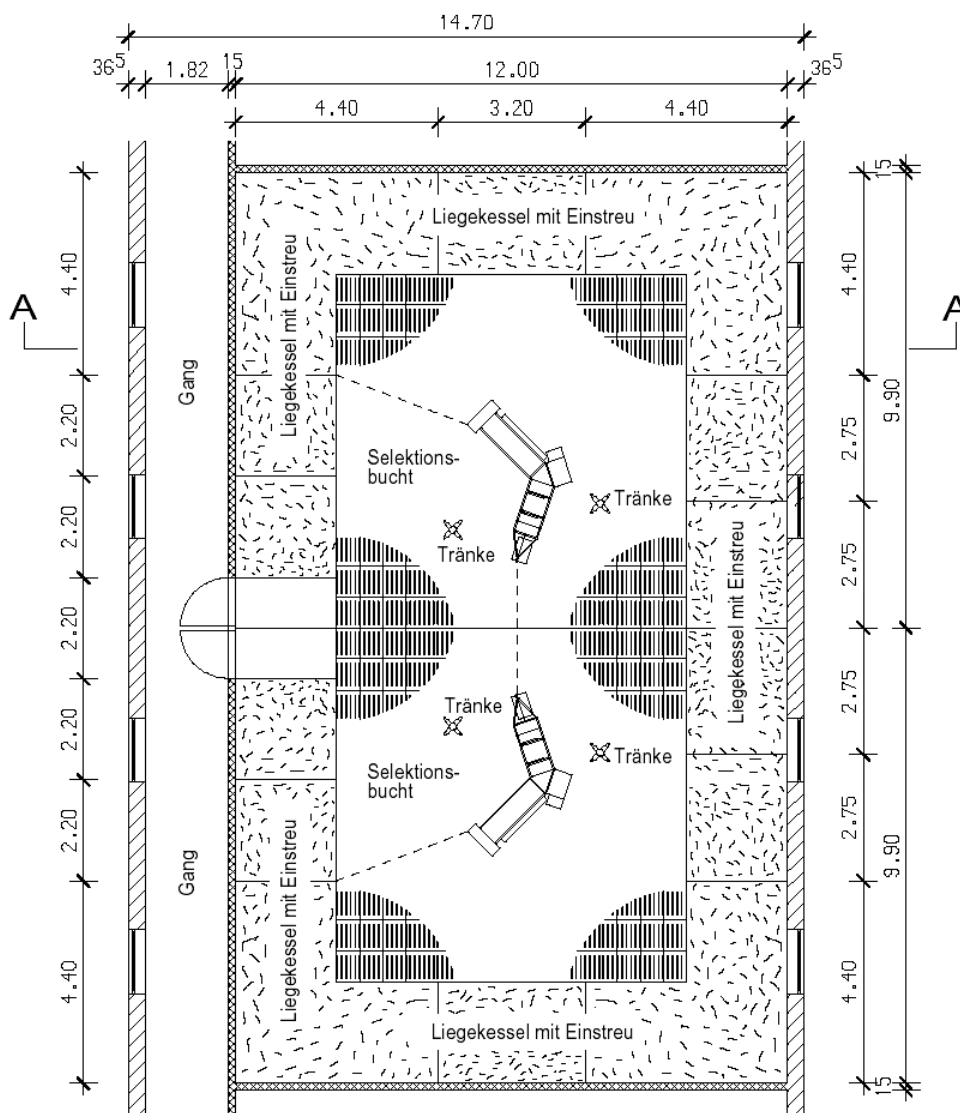 14.70
36⁵ 1.82 15 12.00 36⁵
4.40 3.20 4.40
15
Liegekessel mit Einstreu
Liegekessel mit Einstreu
4.40
4.40
A
A
Gang
9.90
2.20
2.75
Selektions-
bucht
Tränke
Tränke
2.20
2.75
Liegekessel mit Einstreu
2.20
2.20
2.75
Tränke
Tränke
Selektions-
bucht
2.20
2.75
9.90
Gang
Liegekessel mit Einstreu
4.40
4.40
Liegekessel mit Einstreu
15